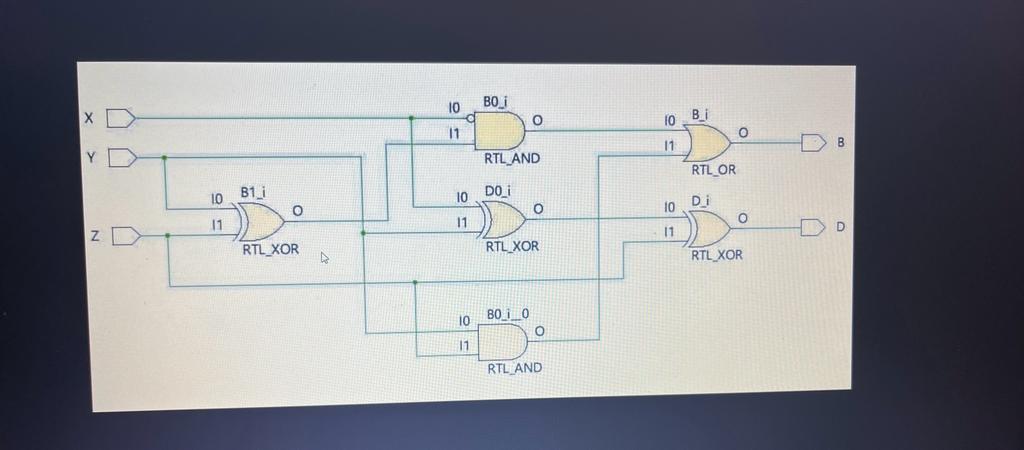 X
I0
B0_i
O
I1
RTL_AND
I0
B_i
O
B
I1
RTL_OR
Y
I0
B1_i
O
I1
RTL_XOR
I0
D0_i
O
I1
RTL_XOR
I0
D_i
O
D
I1
RTL_XOR
Z
I0
B0_i__0
O
I1
RTL_AND